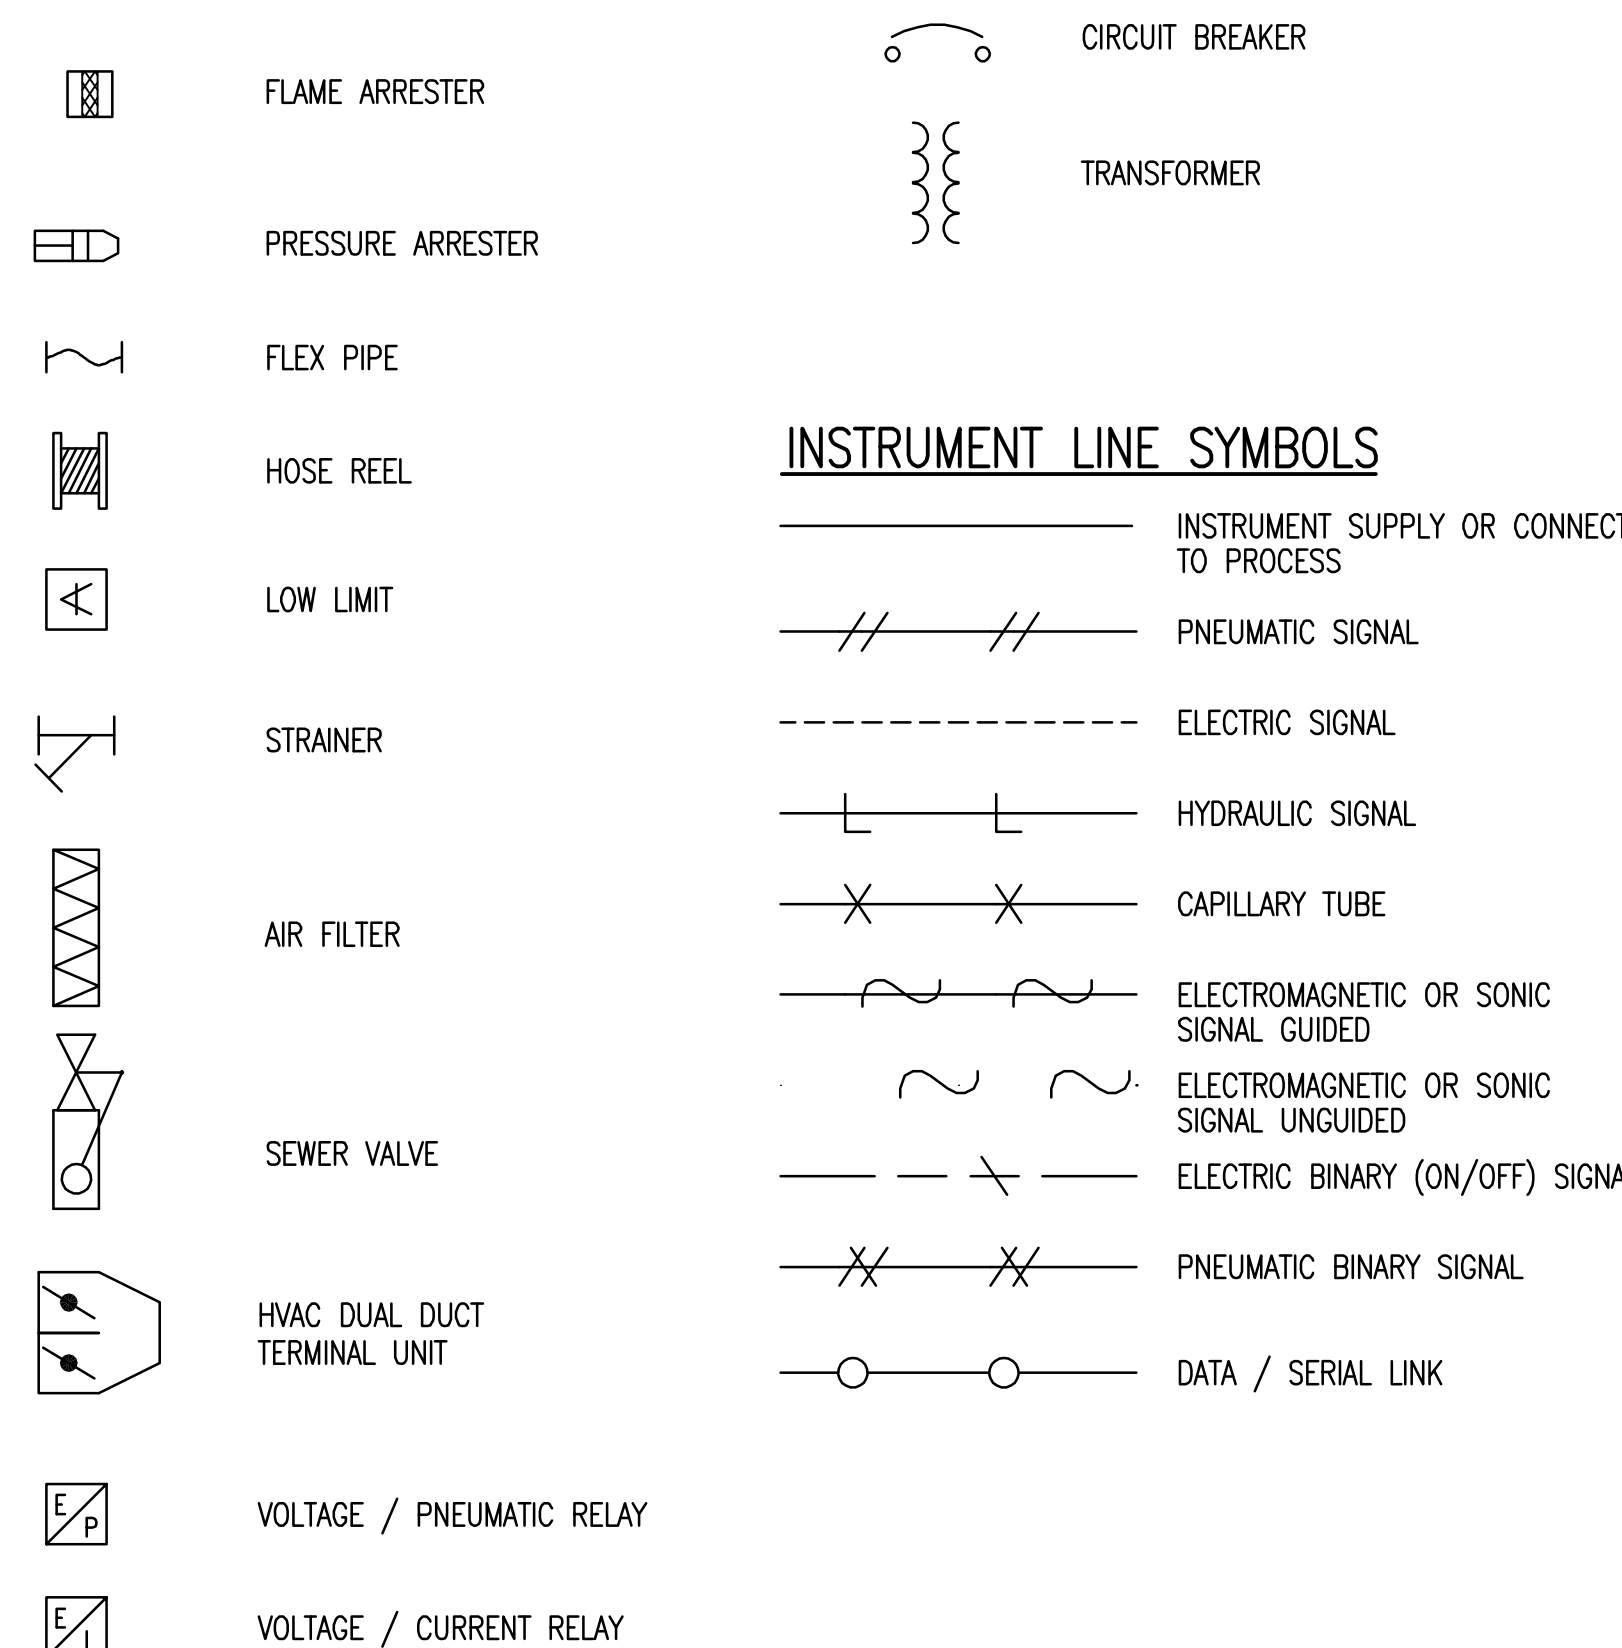 FLAME ARRESTER
PRESSURE ARRESTER
FLEX PIPE
HOSE REEL
LOW LIMIT
STRAINER
AIR FILTER
SEWER VALVE
HVAC DUAL DUCT
TERMINAL UNIT
E
P
VOLTAGE / PNEUMATIC RELAY
E
VOLTAGE / CURRENT RELAY
CIRCUIT BREAKER
TRANSFORMER
INSTRUMENT LINE SYMBOLS
INSTRUMENT SUPPLY OR CONNECT
TO PROCESS
PNEUMATIC SIGNAL
ELECTRIC SIGNAL
HYDRAULIC SIGNAL
CAPILLARY TUBE
ELECTROMAGNETIC OR SONIC
SIGNAL GUIDED
ELECTROMAGNETIC OR SONIC
SIGNAL UNGUIDED
ELECTRIC BINARY (ON/OFF) SIGNA
PNEUMATIC BINARY SIGNAL
DATA / SERIAL LINK